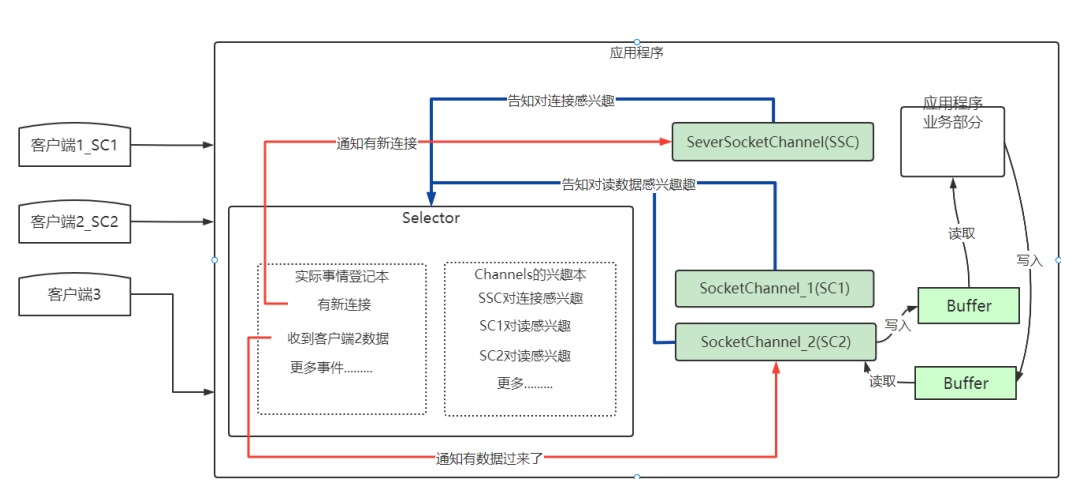 应用程序
告知对连接感兴趣
应用程序
业务部分
客户端1_SC1
通知有新连接
SeverSocketChannel(SSC)
告知对读数据感兴趣趣
客户端2_SC2
Selector
读取
写入
实际事情登记本
Channels的兴趣本
客户端3
有新连接
SSC对连接感兴趣
SocketChannel_1(SC1)
Buffer
收到客户端2数据
SC1对读感兴趣
写入
SocketChannel_2(SC2)
更多事件.........
SC2对读感兴趣
更多.........
读取
Buffer
通知有数据过来了